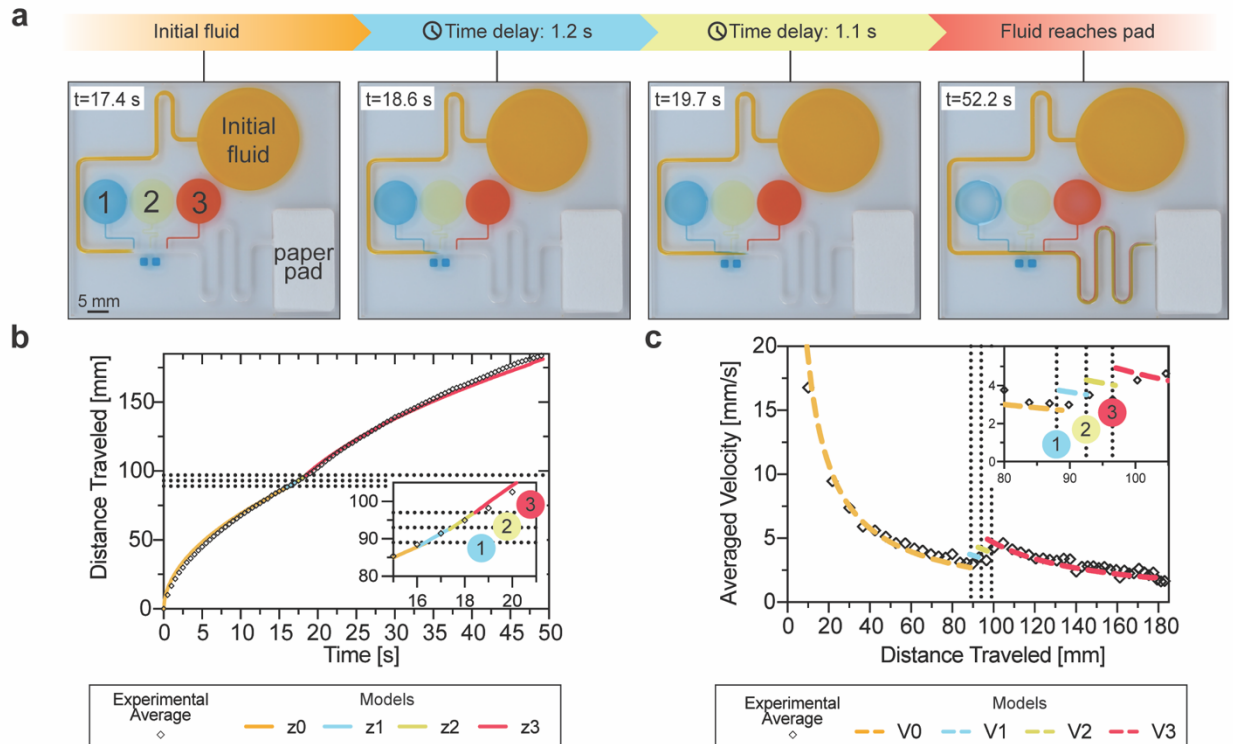 a
Initial fluid
Time delay: 1.2 s
Time delay: 1.1 s
Fluid reaches pad
t=17.4 s
t=18.6 s
t=19.7 s
t=52.2 s
Initial
fluid
1 2 3
paper
pad
5 mm
b
Distance Traveled [mm]
150
100
50
0
0 5 10 15 20 25 30 35 40 45 50
Time [s]
100
90
80
16 18 20
1
2
3
Experimental
Average
Models
z0 z1 z2 z3
c
Averaged Velocity [mm/s]
20
15
10
5
0
0 20 40 60 80 100 120 140 160 180
Distance Traveled [mm]
4
2
0
80 90 100
1
2
3
Experimental
Average
Models
V0 V1 V2 V3